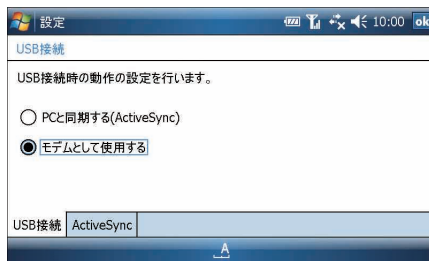 設定 10:00 ok
USB接続
USB接続時の動作の設定を行います。
PCと同期する(ActiveSync)
モデムとして使用する
USB接続 ActiveSync
A